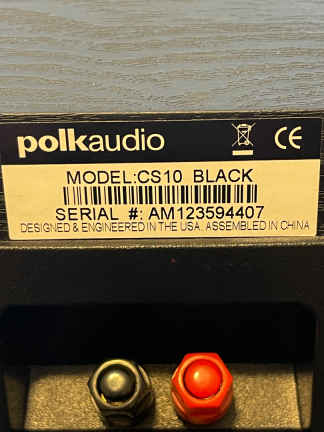 polkaudio
CE
MODEL:CS10 BLACK
SERIAL #: AM123594407
DESIGNED & ENGINEERED IN THE USA. ASSEMBLED IN CHINA